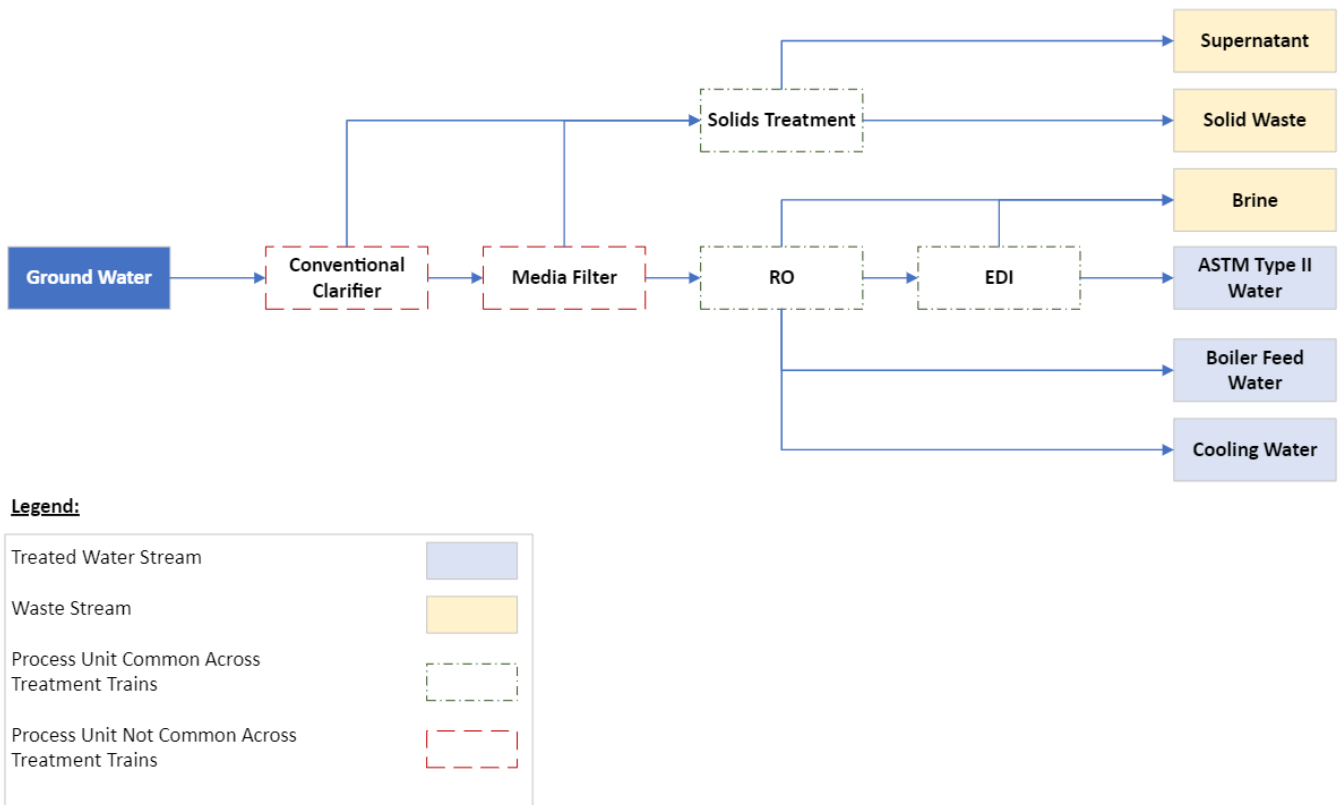 Supernatant
Solids Treatment
Solid Waste
Brine
Ground Water
Conventional
Clarifier
Media Filter
RO
EDI
ASTM Type II
Water
Boiler Feed
Water
Cooling Water
Legend:
Treated Water Stream
Waste Stream
Process Unit Common Across
Treatment Trains
Process Unit Not Common Across
Treatment Trains